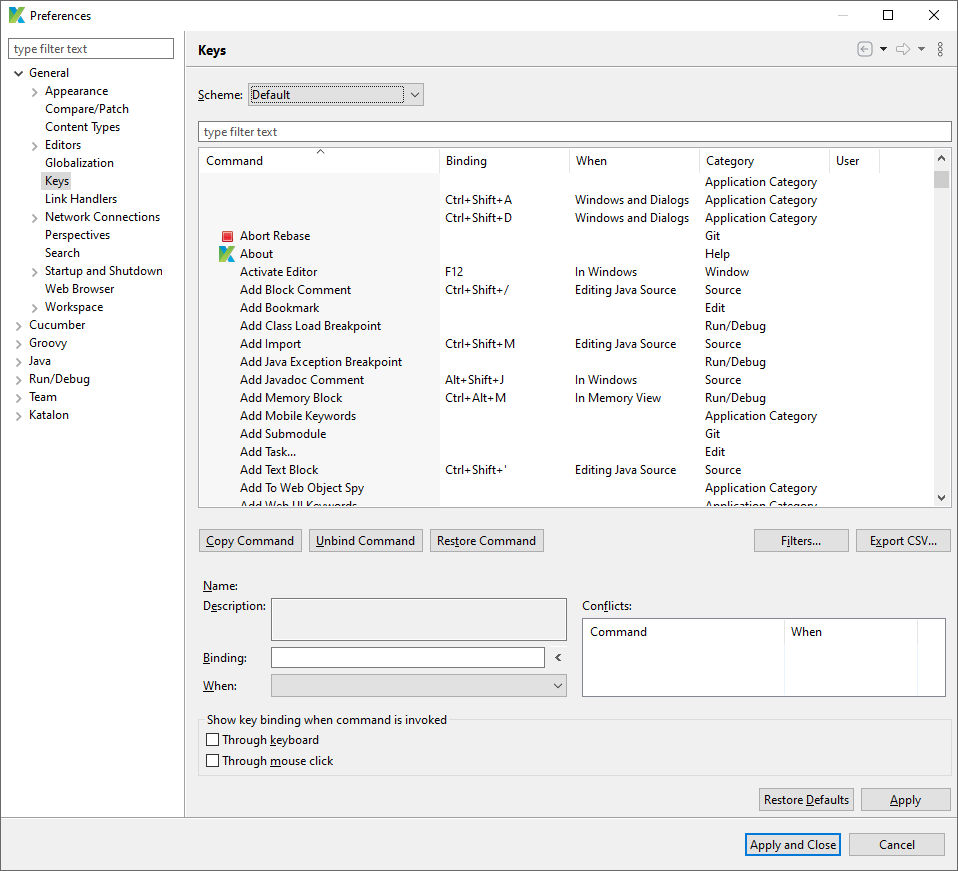 Preferences
type filter text
General
Appearance
Compare/Patch
Content Types
Editors
Globalization
Keys
Link Handlers
Network Connections
Perspectives
Search
Startup and Shutdown
Web Browser
Workspace
Cucumber
Groovy
Java
Run/Debug
Team
Katalon
Keys
Scheme: Default
type filter text
Command Binding When Category User
Application Category
Ctrl+Shift+A Windows and Dialogs Application Category
Ctrl+Shift+D Windows and Dialogs Application Category
Abort Rebase Git
About Help
Activate Editor F12 In Windows Window
Add Block Comment Ctrl+Shift+/ Editing Java Source Source
Add Bookmark Edit
Add Class Load Breakpoint Run/Debug
Add Import Ctrl+Shift+M Editing Java Source Source
Add Java Exception Breakpoint Run/Debug
Add Javadoc Comment Alt+Shift+J In Windows Source
Add Memory Block Ctrl+Alt+M In Memory View Run/Debug
Add Mobile Keywords Application Category
Add Submodule Git
Add Task... Edit
Add Text Block Ctrl+Shift+' Editing Java Source Source
Add To Web Object Spy Application Category
Add Web UI Keywords Application Category
Copy Command Unbind Command Restore Command Filters... Export CSV...
Name:
Description:
Binding: <
When:
Conflicts:
Command When
Show key binding when command is invoked
Through keyboard
Through mouse click
Restore Defaults Apply
Apply and Close Cancel